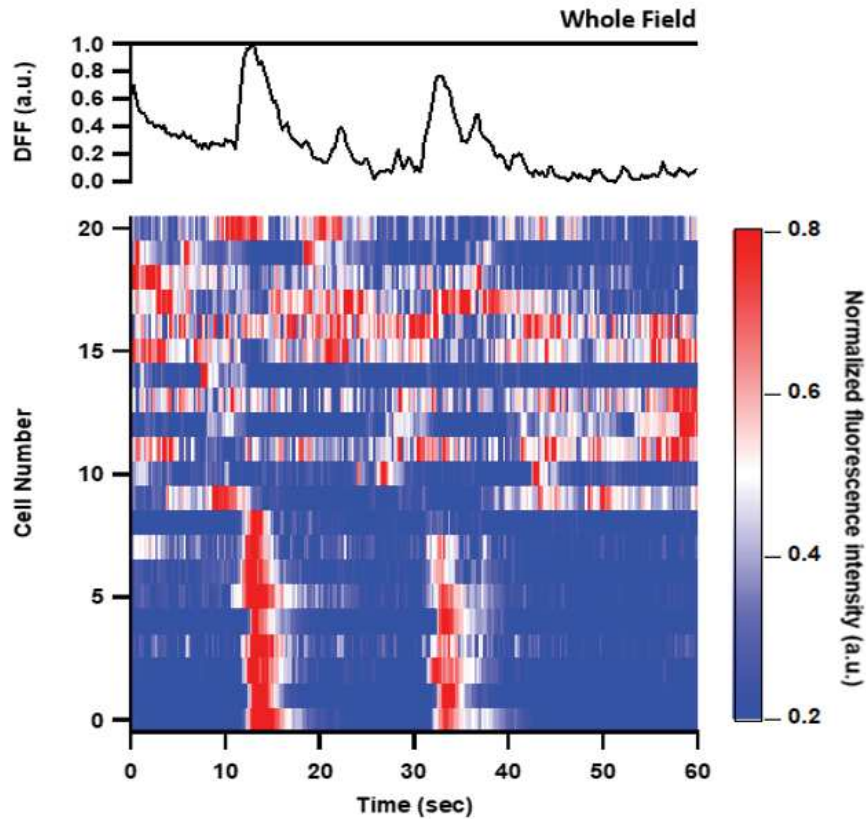 Whole Field
DFF (a.u.)
1.0
0.8
0.6
0.4
0.2
0.0
Cell Number
20
15
10
5
0
0 10 20 30 40 50 60
Time (sec)
0.8
0.6
0.4
0.2
Normalized fluorescence intensity (a.u.)